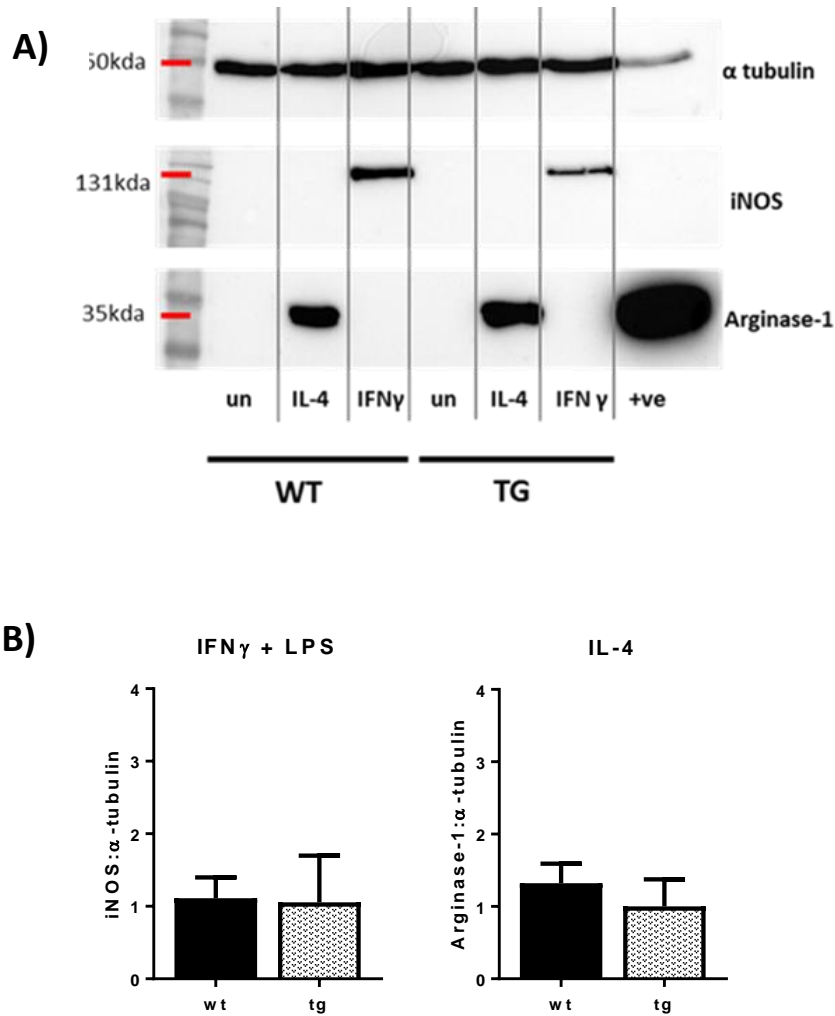 A)
50kda
α tubulin
131kda
iNOS
35kda
Arginase-1
un IL-4 IFNγ un IL-4 IFN γ +ve
WT TG
B)
IFNγ + LPS
IL-4
4
3
2
1
0
iNOS:α-tubulin
wt tg
4
3
2
1
0
Arginase-1:α-tubulin
wt tg